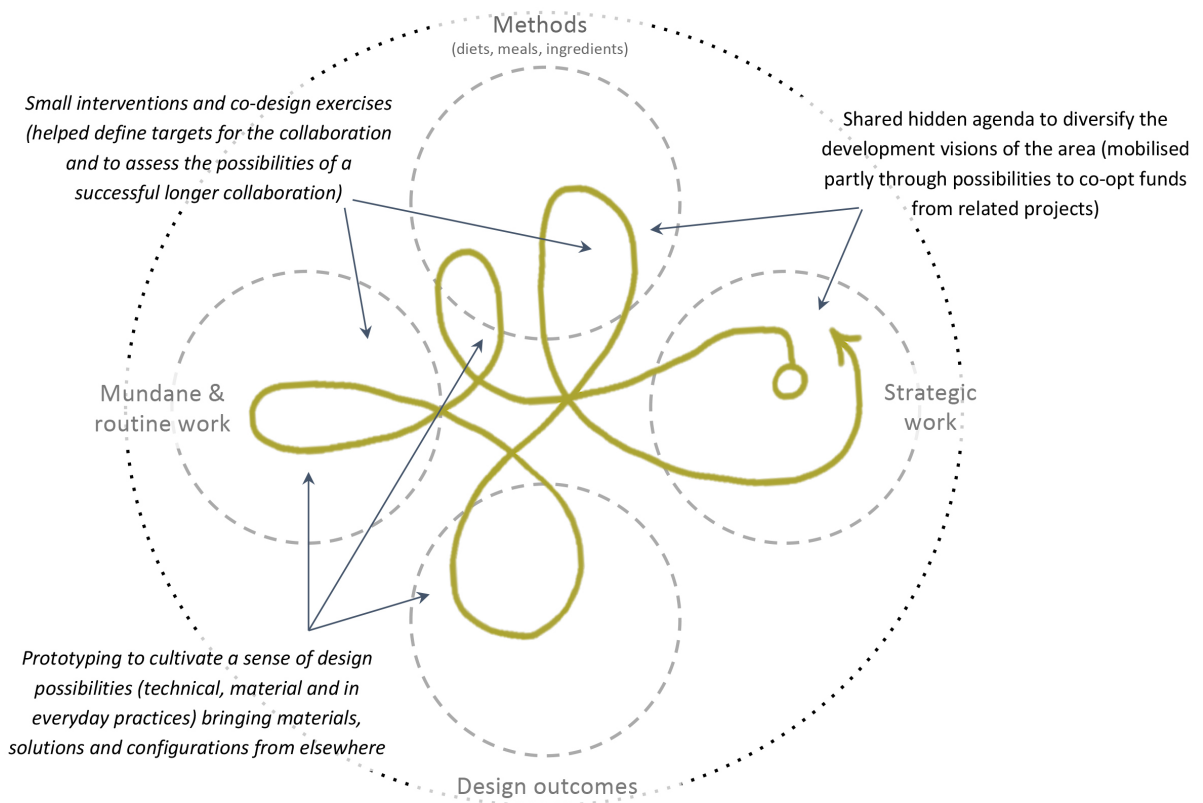 Methods
(diets, meals, ingredients)
Small interventions and co-design exercises
(helped define targets for the collaboration
and to assess the possibilities of a
successful longer collaboration)
Shared hidden agenda to diversify the
development visions of the area (mobilised
partly through possibilities to co-opt funds
from related projects)
Mundane &
routine work
Strategic
work
Prototyping to cultivate a sense of design
possibilities (technical, material and in
everyday practices) bringing materials,
solutions and configurations from elsewhere
Design outcomes